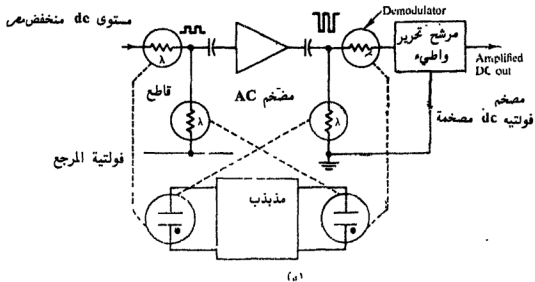 مستوى dc منخفض
Demodulator
λ
λ
مرشح تحرير
واطيء
Amplified
DC out
قاطع
مضخم AC
λ
λ
مضخم
فولتيه dc مضخمة
فولتية المرجع
مذبذب